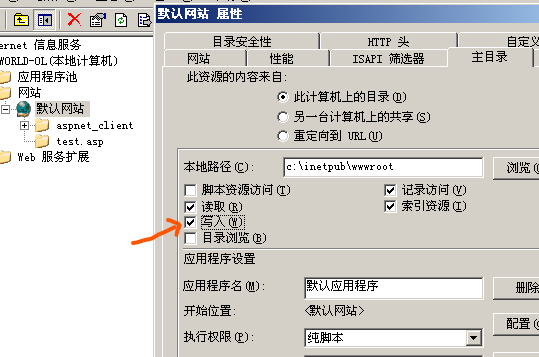 默认网站 属性
目录安全性
HTTP 头
自定义
网站
性能
ISAPI 筛选器
主目录
ernet 信息服务
WORLD-OL(本地计算机)
应用程序池
网站
默认网站
aspnet_client
test.asp
Web 服务扩展
此资源的内容来自:
此计算机上的目录(D)
另一台计算机上的共享(S)
重定向到 URL(U)
本地路径(C):
c:\inetpub\wwwroot
浏览(
脚本资源访问(T)
记录访问(V)
读取(R)
索引资源(I)
写入(W)
目录浏览(B)
应用程序设置
应用程序名(M):
默认应用程序
删除
开始位置:
<默认网站>
配置(
执行权限(P):
纯脚本